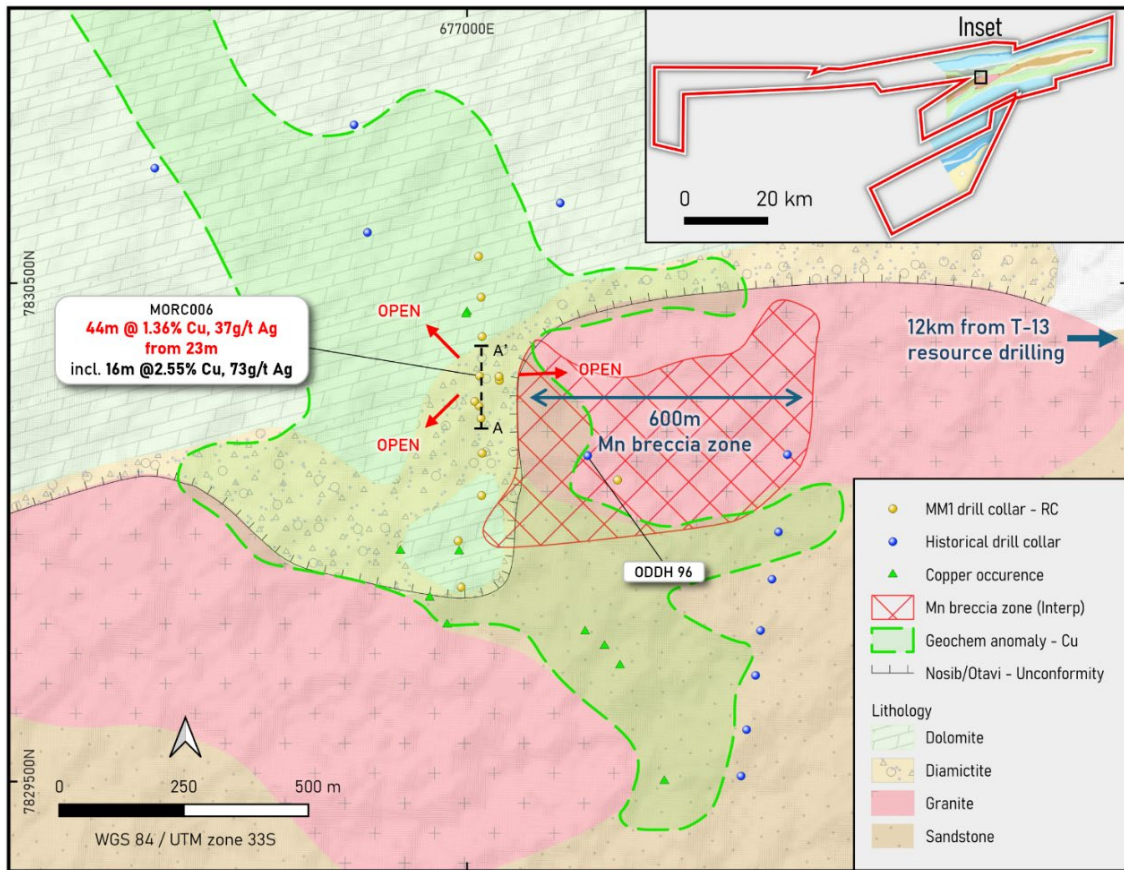 677000E
Inset
0 20 km
7830500N
MORC006
44m @ 1.36% Cu, 37g/t Ag
from 23m
incl. 16m @2.55% Cu, 73g/t Ag
OPEN
A'
OPEN
12km from T-13
resource drilling
600m
Mn breccia zone
OPEN
A
ODDH 96
7829500N
0 250 500 m
WGS 84 / UTM zone 33S
MM1 drill collar - RC
Historical drill collar
Copper occurence
Mn breccia zone (Interp)
Geochem anomaly - Cu
Nosib/Otavi - Unconformity
Lithology
Dolomite
Diamictite
Granite
Sandstone